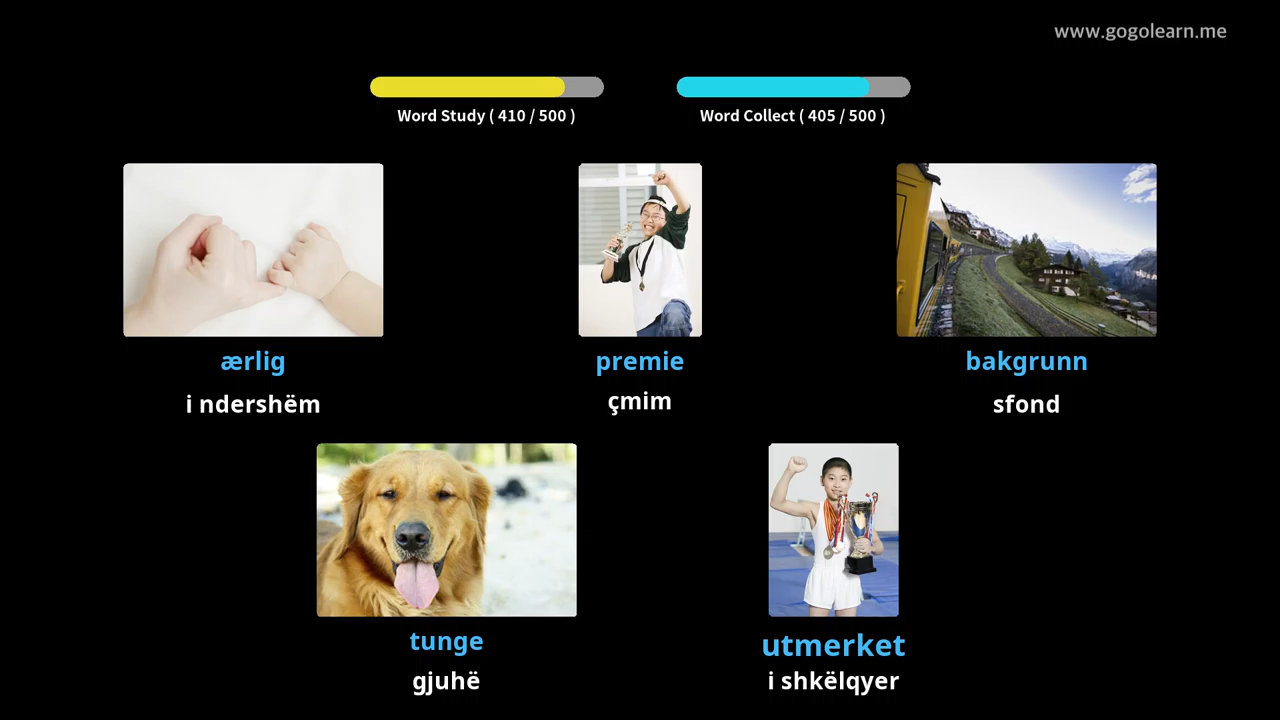 www.gogolearn.me
Word Study ( 410 / 500 )
Word Collect ( 405 / 500 )
ærlig
i ndershëm
premie
çmim
bakgrunn
sfond
tunge
gjuhë
utmerket
i shkëlqyer